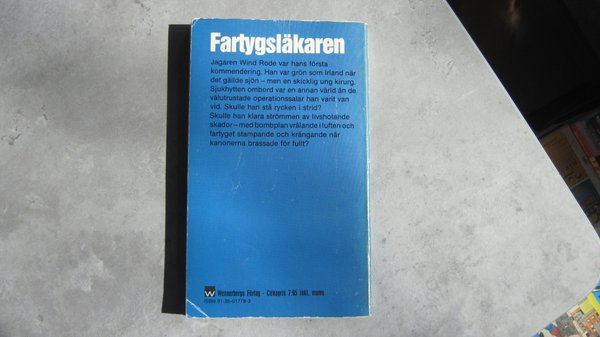 Fartygsläkaren
Jagaren Wind Rode var hans första
kommendering. Han var grön som Irland när
det gällde sjön – men en skicklig ung kirurg.
Sjukhytten ombord var en annan värld än de
välutrustade operationssalar han varit van
vid. Skulle han stå rycken i strid?
Skulle han klara strömmen av livshotande
skador – med bombplan vrålande i luften och
fartyget stampande och krängande när
kanonerna brassade för fullt?
Wennerbergs Förlag · Cirkapris 7:95 inkl. moms
ISBN 91-35-01778-3